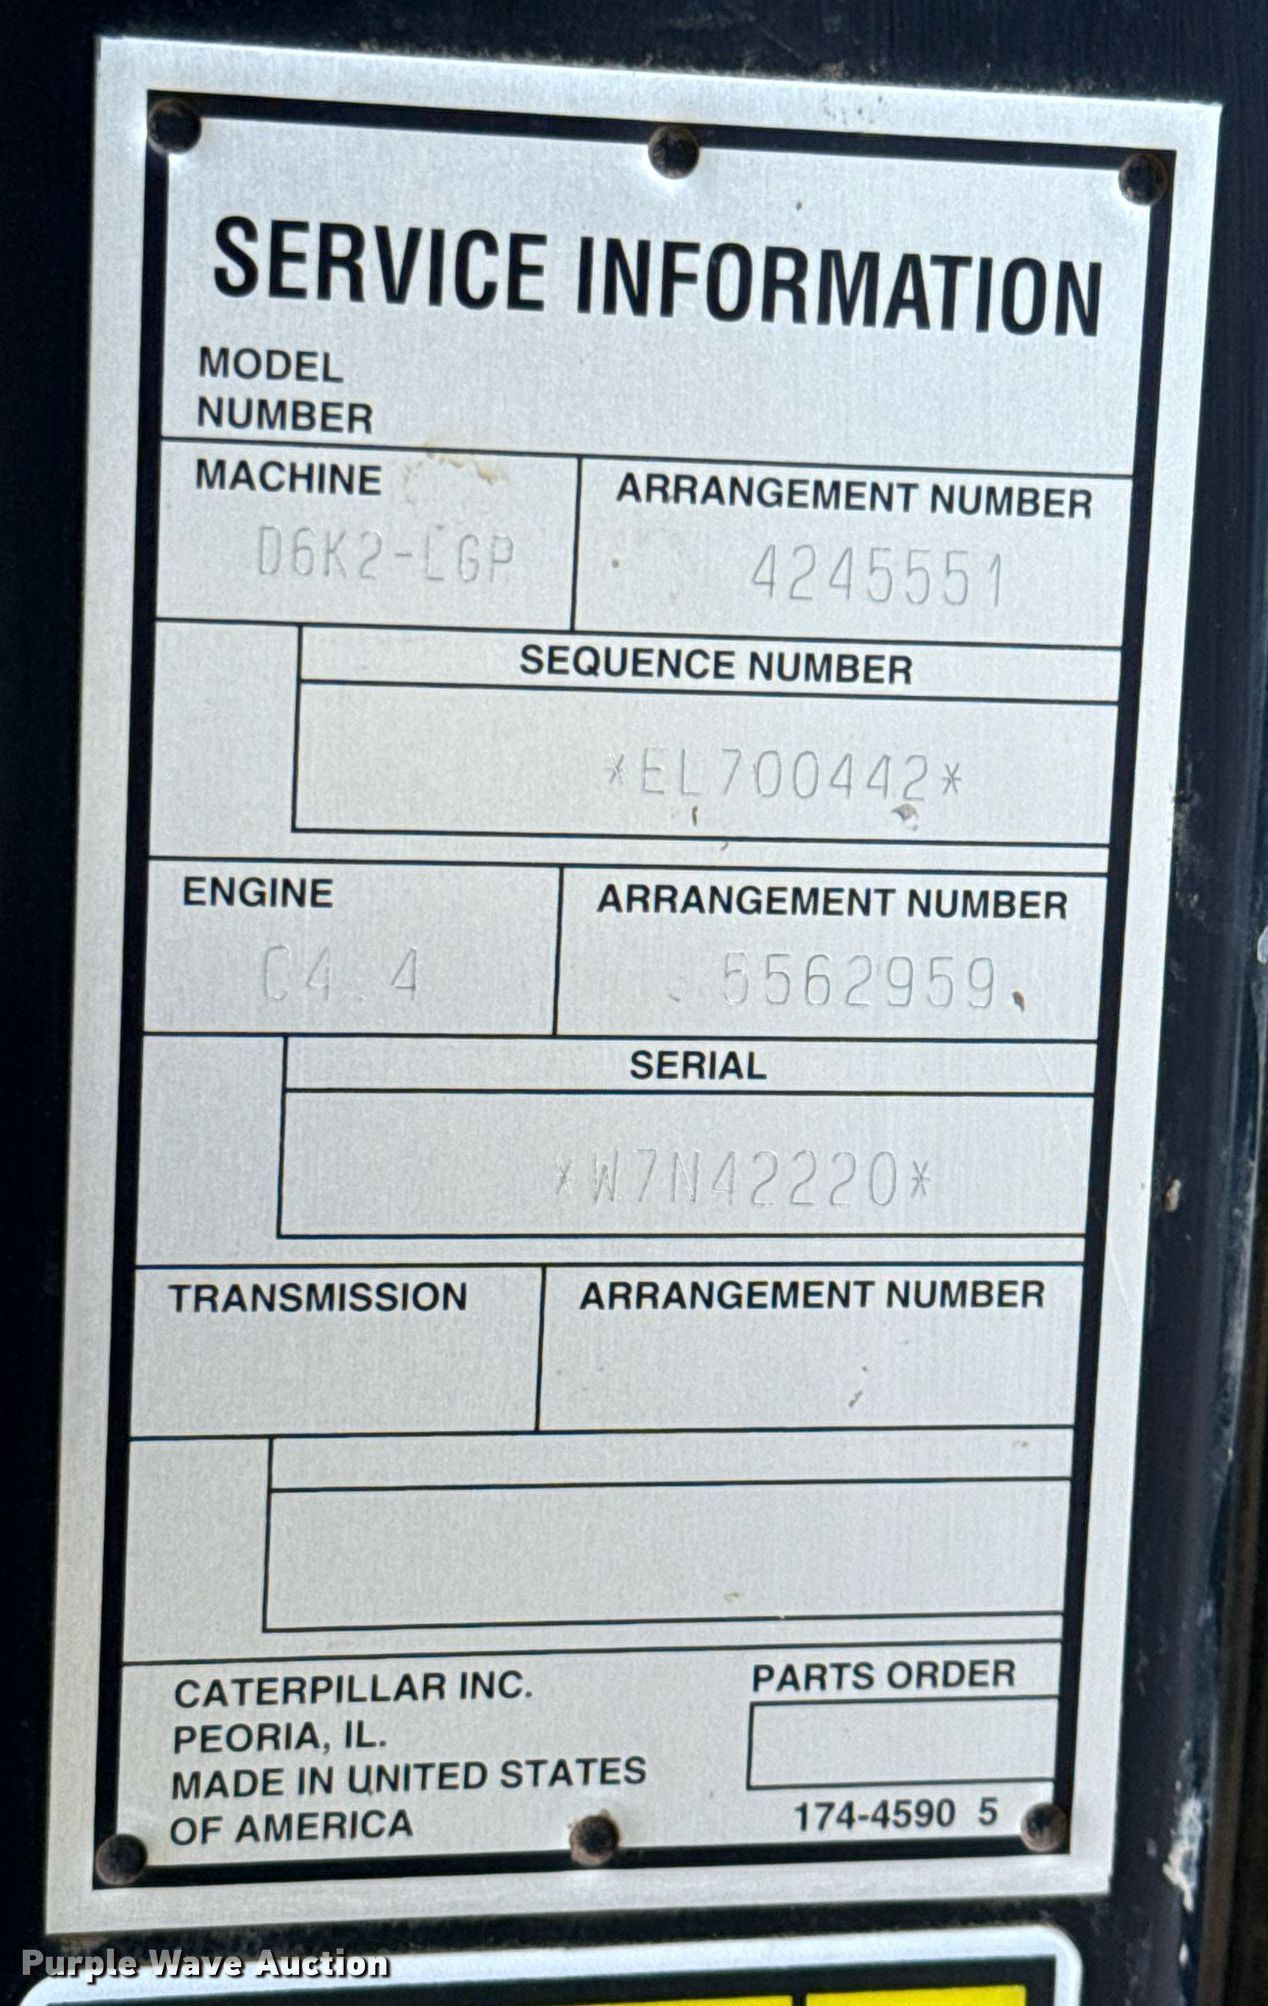 SERVICE INFORMATION
MODEL
NUMBER
MACHINE
ARRANGEMENT NUMBER
D6K2-LGP
4245551
SEQUENCE NUMBER
*EL700442*
ENGINE
ARRANGEMENT NUMBER
C4.4
5562959
SERIAL
*W7N42220*
TRANSMISSION
ARRANGEMENT NUMBER
CATERPILLAR INC.
PEORIA, IL.
MADE IN UNITED STATES
OF AMERICA
PARTS ORDER
174-4590 5
Purple Wave Auction